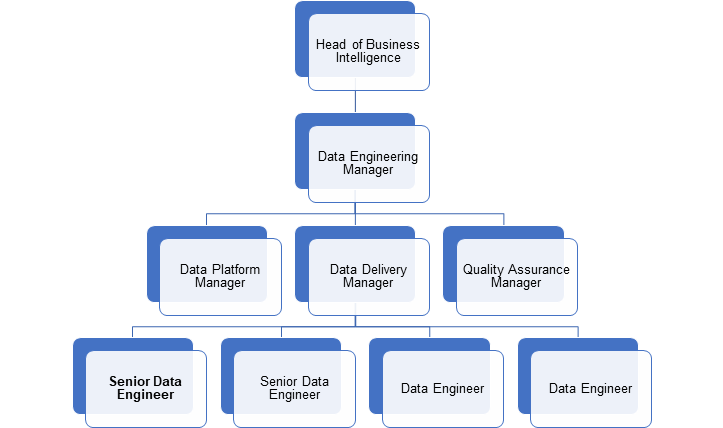 Head of Business
Intelligence
Data Engineering
Manager
Data Platform
Manager
Data Delivery
Manager
Quality Assurance
Manager
Senior Data
Engineer
Senior Data
Engineer
Data Engineer
Data Engineer